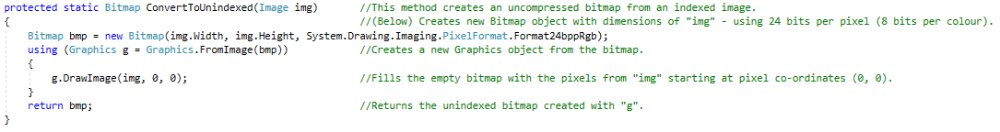 protected static Bitmap ConvertToUnindexed(Image img) //This method creates an uncompressed bitmap from an indexed image.
{ //(Below) Creates new Bitmap object with dimensions of "img" - using 24 bits per pixel (8 bits per colour).
Bitmap bmp = new Bitmap(img.Width, img.Height, System.Drawing.Imaging.PixelFormat.Format24bppRgb);
using (Graphics g = Graphics.FromImage(bmp)) //Creates a new Graphics object from the bitmap.
{
g.DrawImage(img, 0, 0); //Fills the empty bitmap with the pixels from "img" starting at pixel co-ordinates (0, 0).
}
return bmp; //Returns the unindexed bitmap created with "g".
}